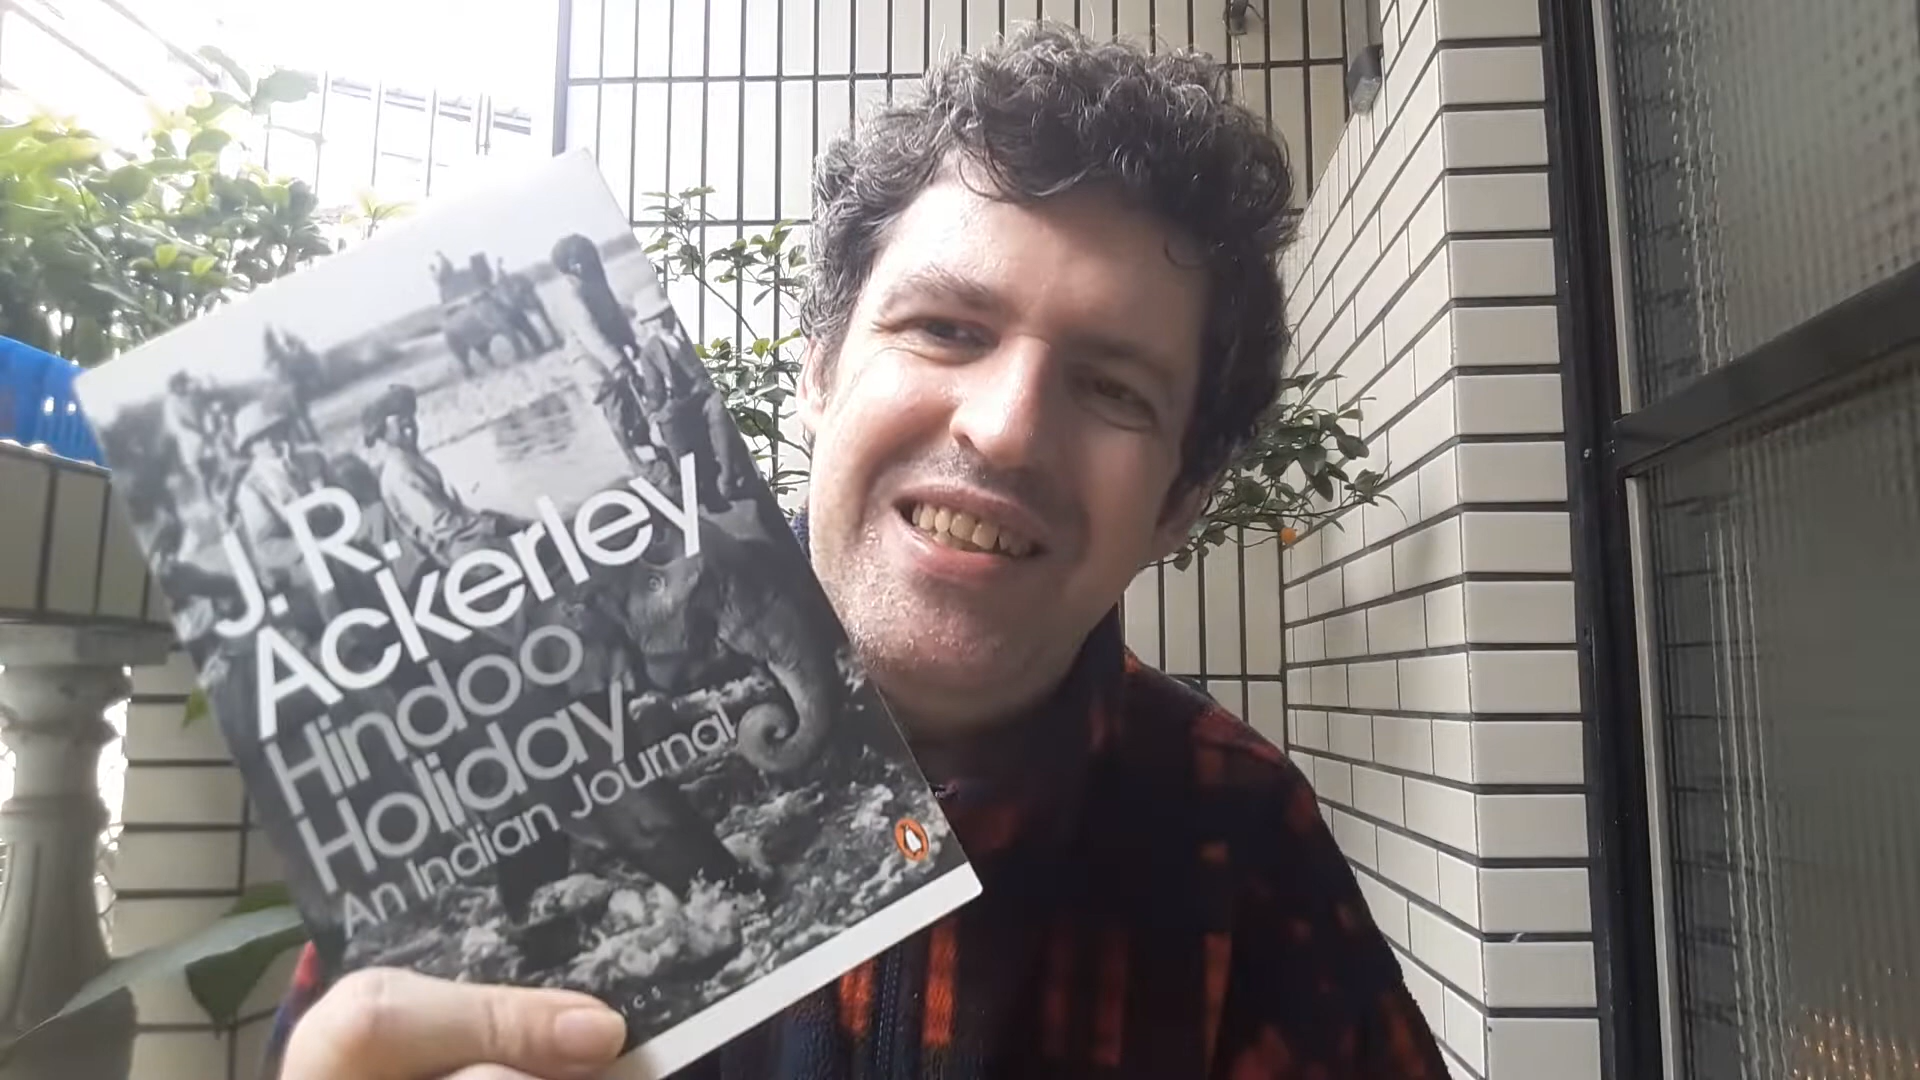 J. R.
Ackerley
Hindoo
Holiday
An Indian Journal